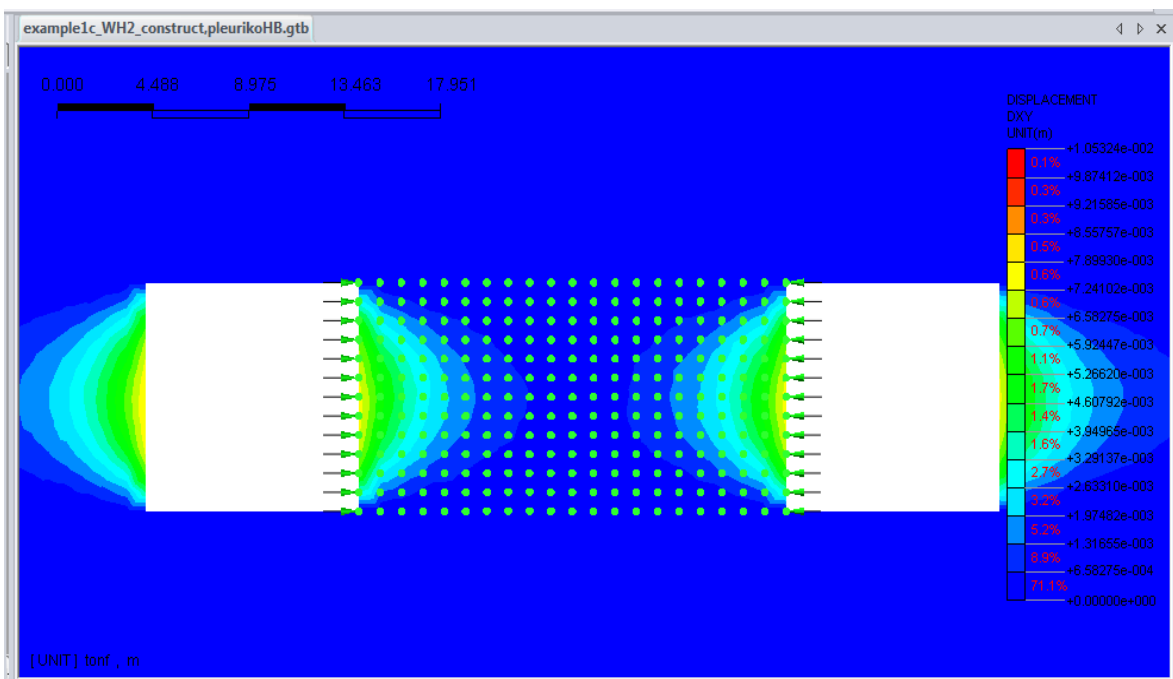 example1c_WH2_construct,pleurikoHB.gtb
0.000 4.488 8.975 13.463 17.951
DISPLACEMENT
DXY
UNIT(m)
+1.05324e-002
0.1%
+9.87412e-003
0.3%
+9.21585e-003
0.3%
+8.55757e-003
0.5%
+7.89930e-003
0.6%
+7.24102e-003
0.6%
+6.58275e-003
0.7%
+5.92447e-003
1.1%
+5.26620e-003
1.7%
+4.60792e-003
1.4%
+3.94965e-003
1.6%
+3.29137e-003
2.7%
+2.63310e-003
3.2%
+1.97482e-003
5.2%
+1.31655e-003
8.9%
+6.58275e-004
71.1%
+0.00000e+000
[UNIT] tonf , m